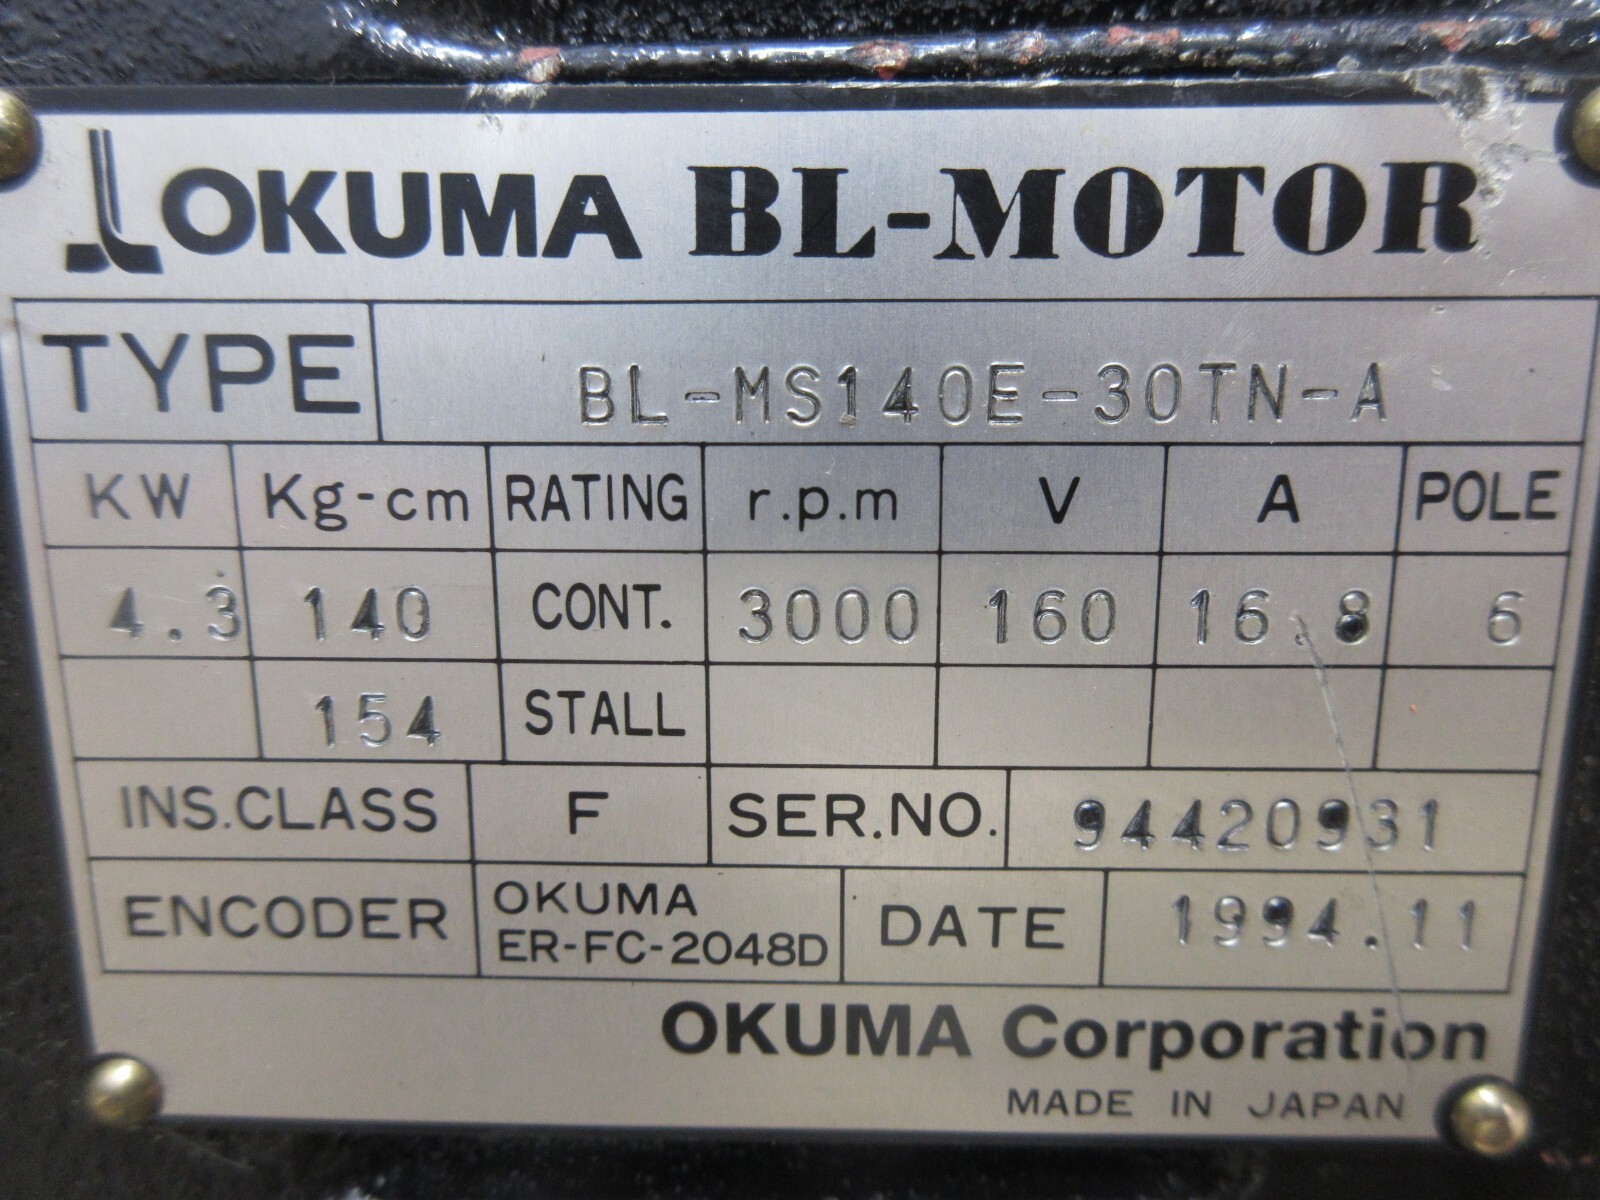 OKUMA BL-MOTOR
TYPE BL-MS140E-30TN-A
KW Kg-cm RATING r.p.m V A POLE
4.3 140 CONT. 3000 160 16.8 6
154 STALL
INS.CLASS F SER.NO. 94420931
ENCODER OKUMA ER-FC-2048D DATE 1994.11
OKUMA Corporation
MADE IN JAPAN